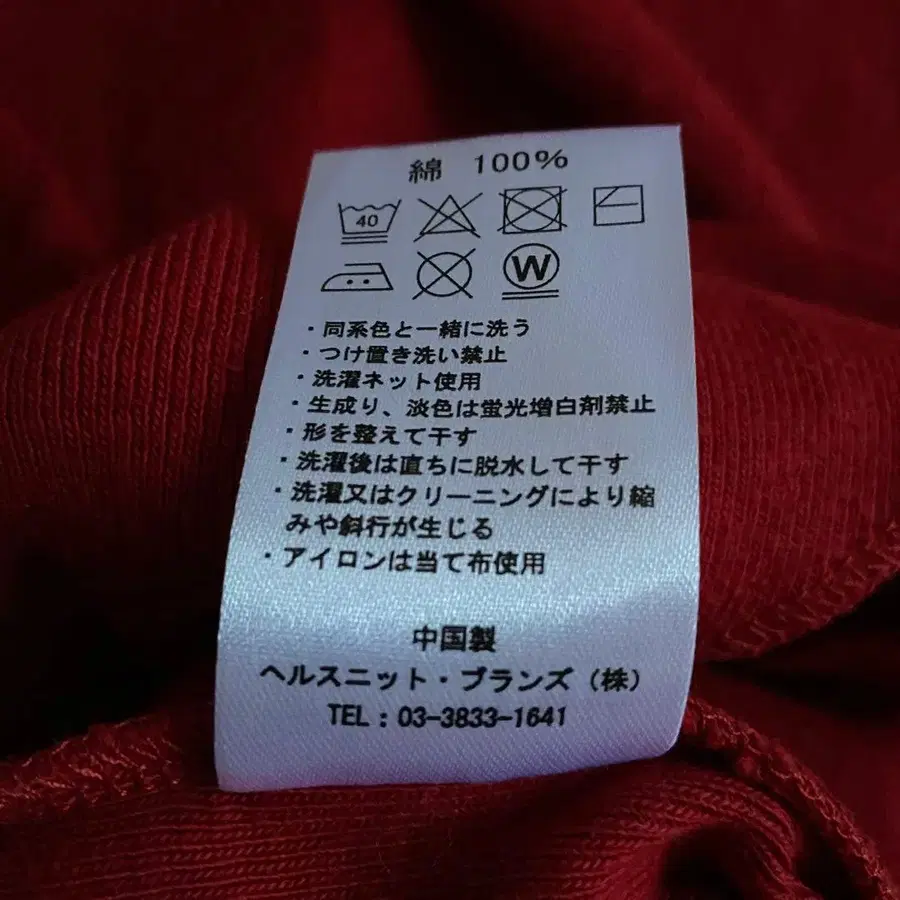 綿 100%
40
W
・同系色と一緒に洗う
・つけ置き洗い禁止
・洗濯ネット使用
・生成り、淡色は蛍光増白剤禁止
・形を整えて干す
・洗濯後は直ちに脱水して干す
・洗濯又はクリーニングにより縮
みや斜行が生じる
・アイロンは当て布使用
中国製
ヘルスニット・ブランズ（株）
TEL：03-3833-1641